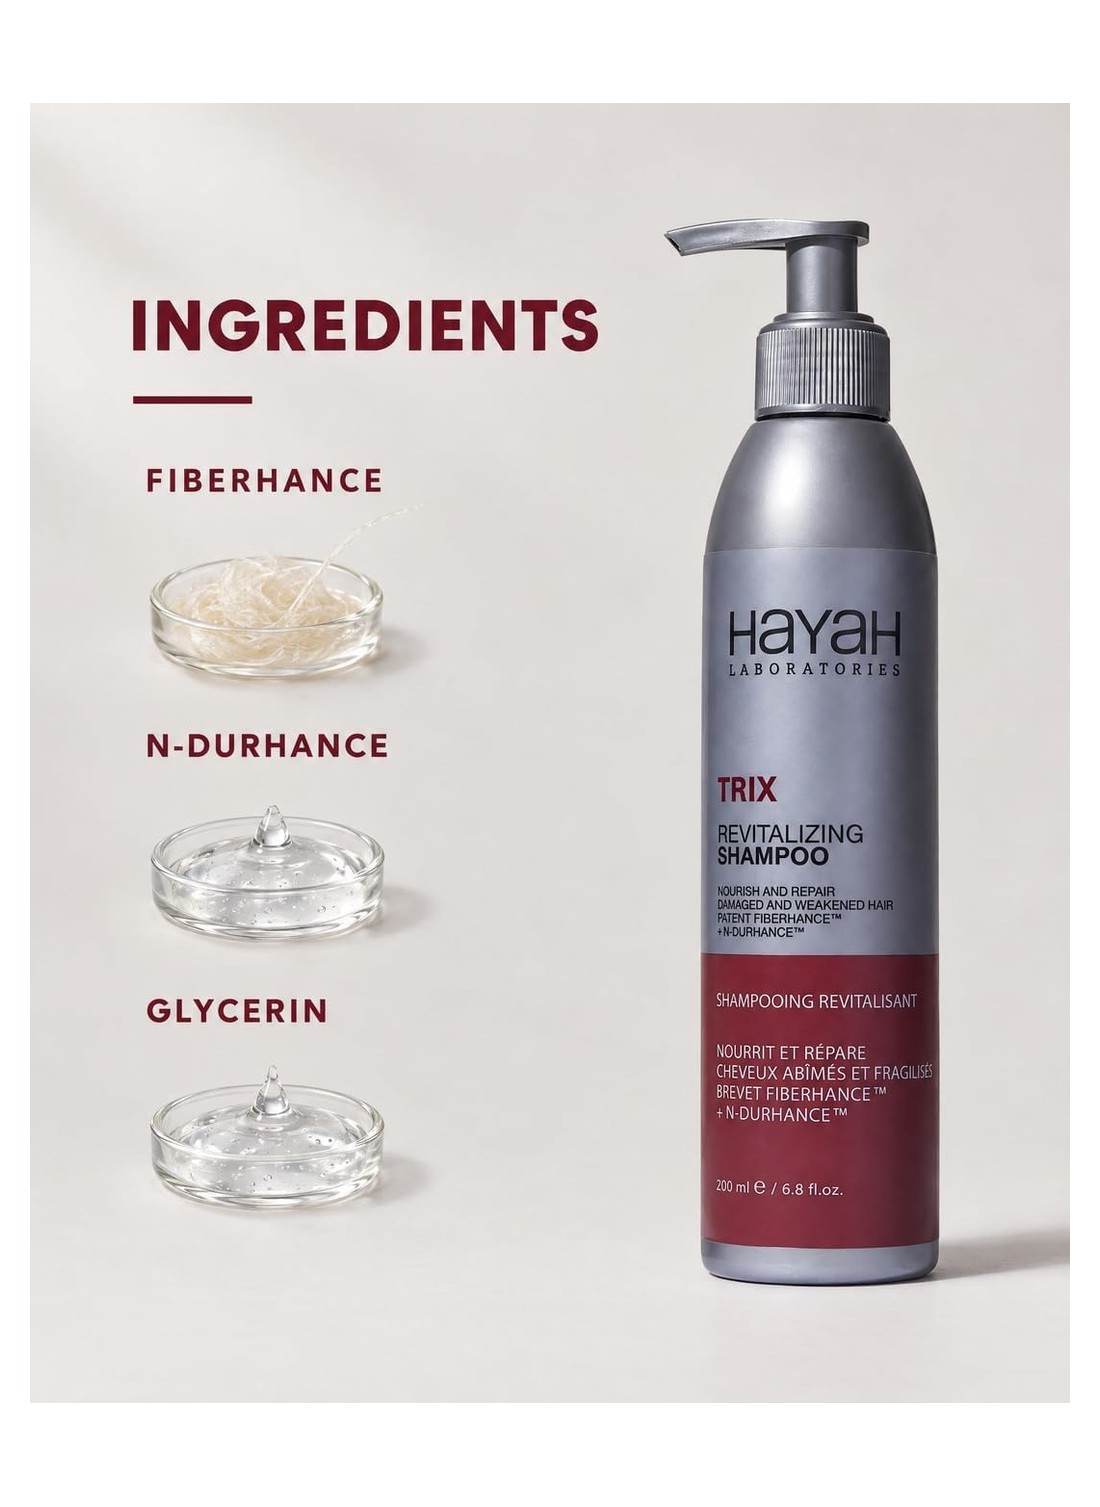 INGREDIENTS
FIBERHANCE
N-DURHANCE
GLYCERIN
HAYAH
LABORATORIES
TRIX
REVITALIZING
SHAMPOO
NOURISH AND REPAIR
DAMAGED AND WEAKENED HAIR
PATENT FIBERHANCE™
+N-DURHANCE™
SHAMPOOING REVITALISANT
NOURRIT ET RÉPARE
CHEVEUX ABÎMÉS ET FRAGILISÉS
BREVET FIBERHANCE™
+ N-DURHANCE™
200 ml e / 6.8 fl.oz.